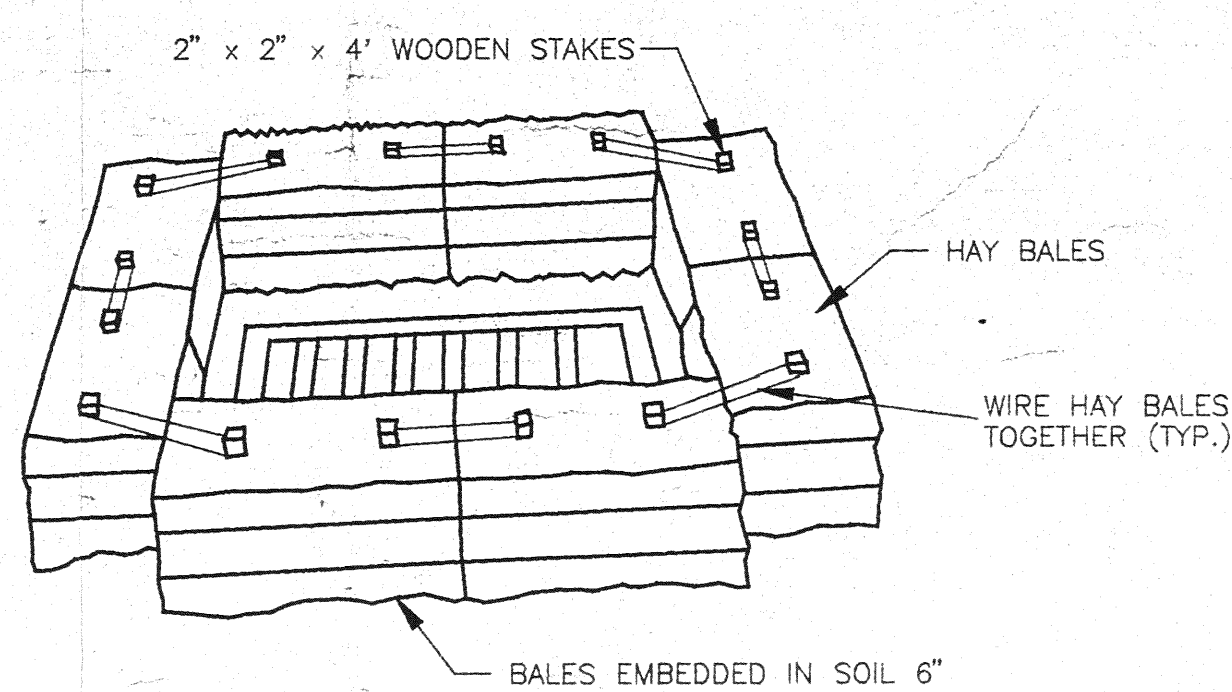 2" x 2" x 4' WOODEN STAKES
HAY BALES
WIRE HAY BALES
TOGETHER (TYP.)
BALES EMBEDDED IN SOIL 6"